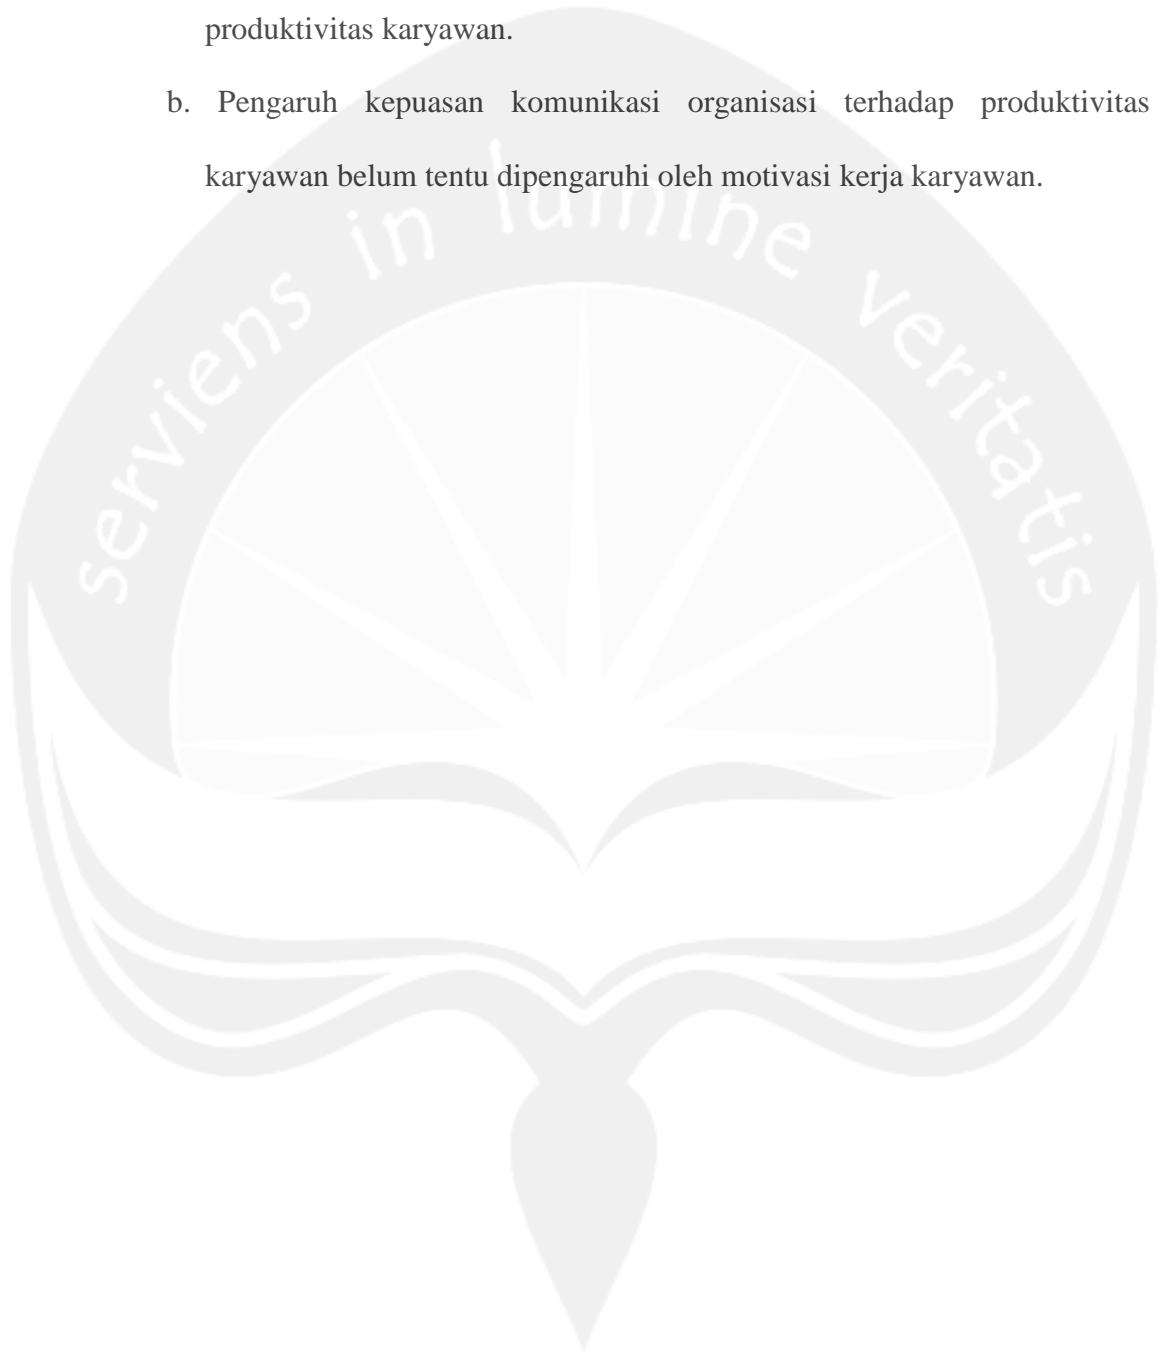 produktivitas karyawan.
b. Pengaruh kepuasan komunikasi organisasi terhadap produktivitas
karyawan belum tentu dipengaruhi oleh motivasi kerja karyawan.
serviens in lumine veritatis